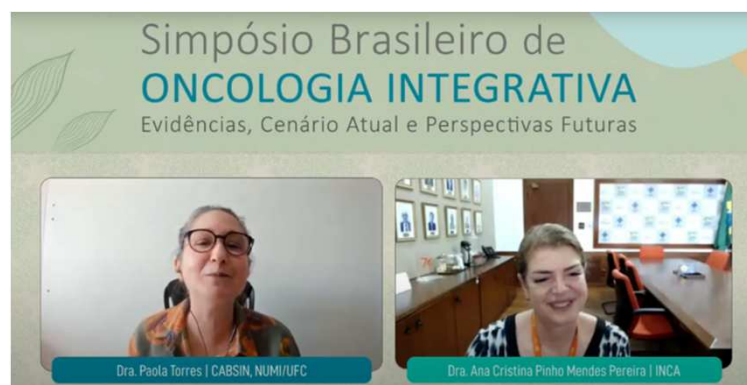 Simpósio Brasileiro de
ONCOLOGIA INTEGRATIVA
Evidências, Cenário Atual e Perspectivas Futuras
Dra. Paola Torres | CABSIN, NUMI/UFC
Dra. Ana Cristina Pinho Mendes Pereira | INCA